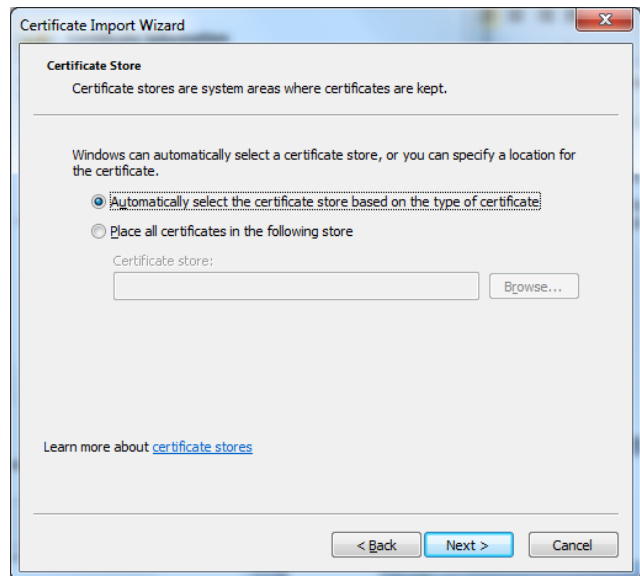 Certificate Import Wizard
Certificate Store
Certificate stores are system areas where certificates are kept.
Windows can automatically select a certificate store, or you can specify a location for
the certificate.
Automatically select the certificate store based on the type of certificate
Place all certificates in the following store
Certificate store:
Browse...
Learn more about certificate stores
< Back Next > Cancel